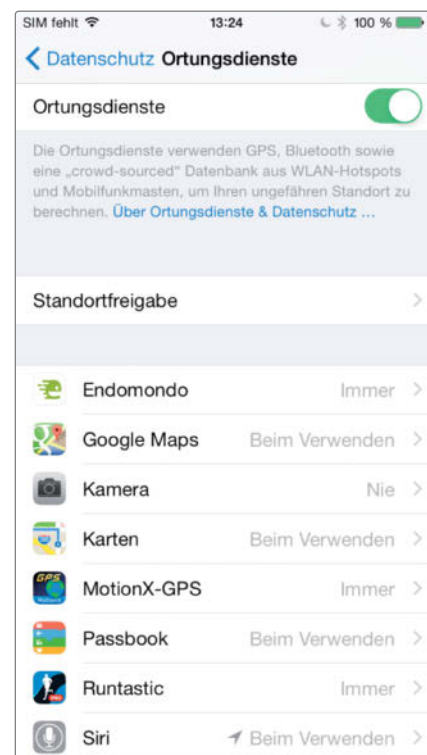 SIM fehlt 13:24 100 %
Datenschutz Ortungsdienste
Ortungsdienste
Die Ortungsdienste verwenden GPS, Bluetooth sowie
eine „crowd-sourced“ Datenbank aus WLAN-Hotspots
und Mobilfunkmasten, um Ihren ungefähren Standort zu
berechnen. Über Ortungsdienste & Datenschutz …
Standortfreigabe
Endomondo Immer
Google Maps Beim Verwenden
Kamera Nie
Karten Beim Verwenden
GPS
MotionX-GPS Immer
Passbook Beim Verwenden
Runtastic Immer
PRO
Siri Beim Verwenden